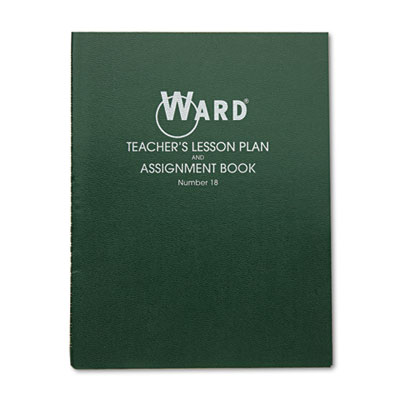 WARD®
TEACHER'S LESSON PLAN
AND
ASSIGNMENT BOOK
Number 18